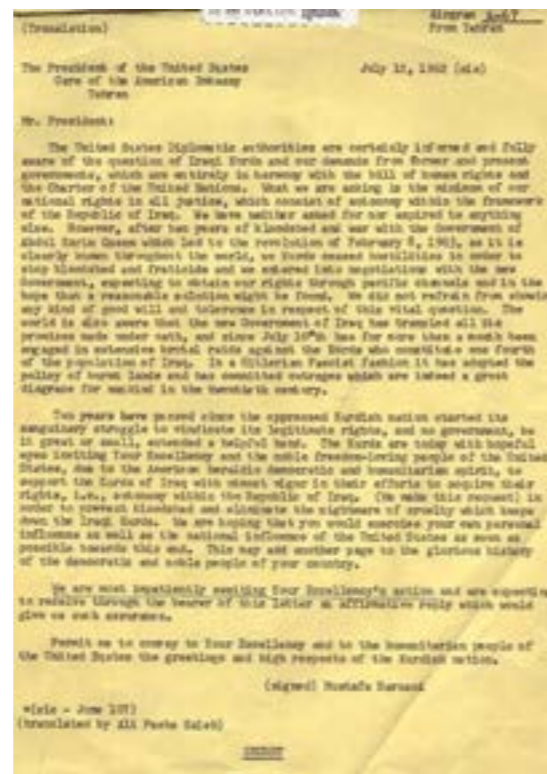 (Translation)
From Tehran
The President of the United States
July 12, 1962 (sic)
Care of the American Embassy
Tehran
Mr. President:
The United States Diplomatic authorities are certainly informed and fully
aware of the question of Iraqi Kurds and our demands from former and present
governments, which are entirely in harmony with the bill of human rights and
the Charter of the United Nations. What we are asking is the minimum of our
national rights in all justice, which consist of autonomy within the framework
of the Republic of Iraq. We have neither asked for nor aspired to anything
else. However, after two years of bloodshed and war with the Government of
Abdul Karim Qasem which led to the revolution of February 8, 1963, as it is
clearly known throughout the world, we Kurds ceased hostilities in order to
stop bloodshed and fratricide and we entered into negotiations with the new
Government, expecting to obtain our rights through pacific channels and in the
hope that a reasonable solution might be found. We did not refrain from showing
any kind of good will and tolerance in respect of this vital question. The
world is also aware that the new Government of Iraq has trampled all its
promises made under oath, and since July 10th has for more than a month been
engaged in extensive brutal raids against the Kurds who constitute one fourth
of the population of Iraq. In a Hitlerian Fascist fashion it has adopted the
policy of burnt lands and has committed outrages which are indeed a great
disgrace for mankind in the twentieth century.
years have passed since the oppressed Kurdish nation started its
sanguinary struggle to vindicate its legitimate rights, and no government, be
it great or small, extended a helpful hand. The Kurds are today with hopeful
eyes inviting Your Excellency and the noble freedom-loving people of the United
States, due to the American heraldic democratic and humanitarian spirit, to
support the Kurds of Iraq with utmost vigor in their efforts to acquire their
rights, i.e., autonomy within the Republic of Iraq. (We made this request) in
order to prevent bloodshed and eliminate the nightmare of cruelty which keeps
down the Iraqi Kurds. We are hoping that you would exercise your own personal
influence as well as the national influence of the United States as soon as
possible towards this end. This may add another page to the glorious history
of the democratic and noble people of your country.
We are most impatiently awaiting Your Excellency's action and are expecting
to receive through the bearer of this letter an affirmative reply which would
give us such assurance.
Permit me to convey to Your Excellency and to the humanitarian people of
the United States the greetings and high respects of the Kurdish nation.
(signed) Mustafa Barzani
*(sic - June 10?)
(translated by Ali Pasha Saleh)